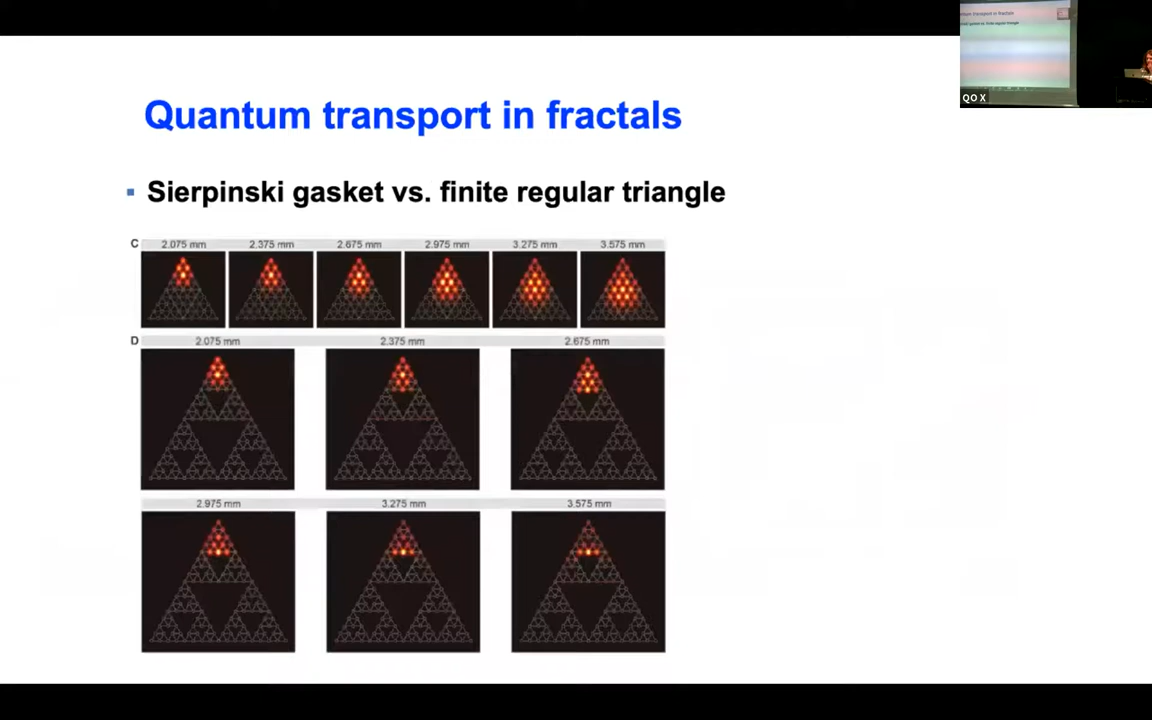 Quantum transport in fractals
Sierpinski gasket vs. finite regular triangle
C 2.075 mm 2.375 mm 2.675 mm 2.975 mm 3.275 mm 3.575 mm
D 2.075 mm 2.375 mm 2.675 mm
2.975 mm 3.275 mm 3.575 mm
QO X